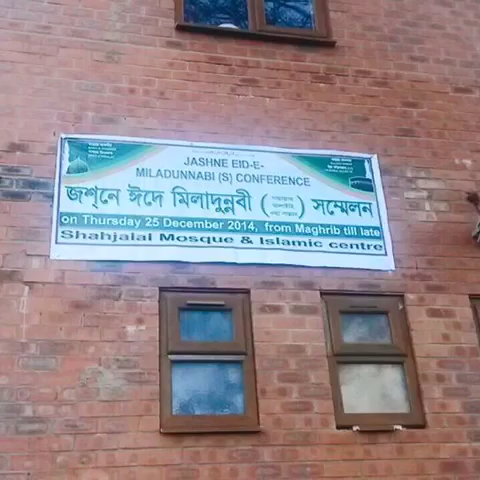 JASHNE EID-E-
MILADUNNABI (S) CONFERENCE
জশ্‌নে ঈদে মিলাদুন্নবী ( ) সম্মেলন
on Thursday 25 December 2014, from Maghrib till late
Shahjalal Mosque & Islamic centre